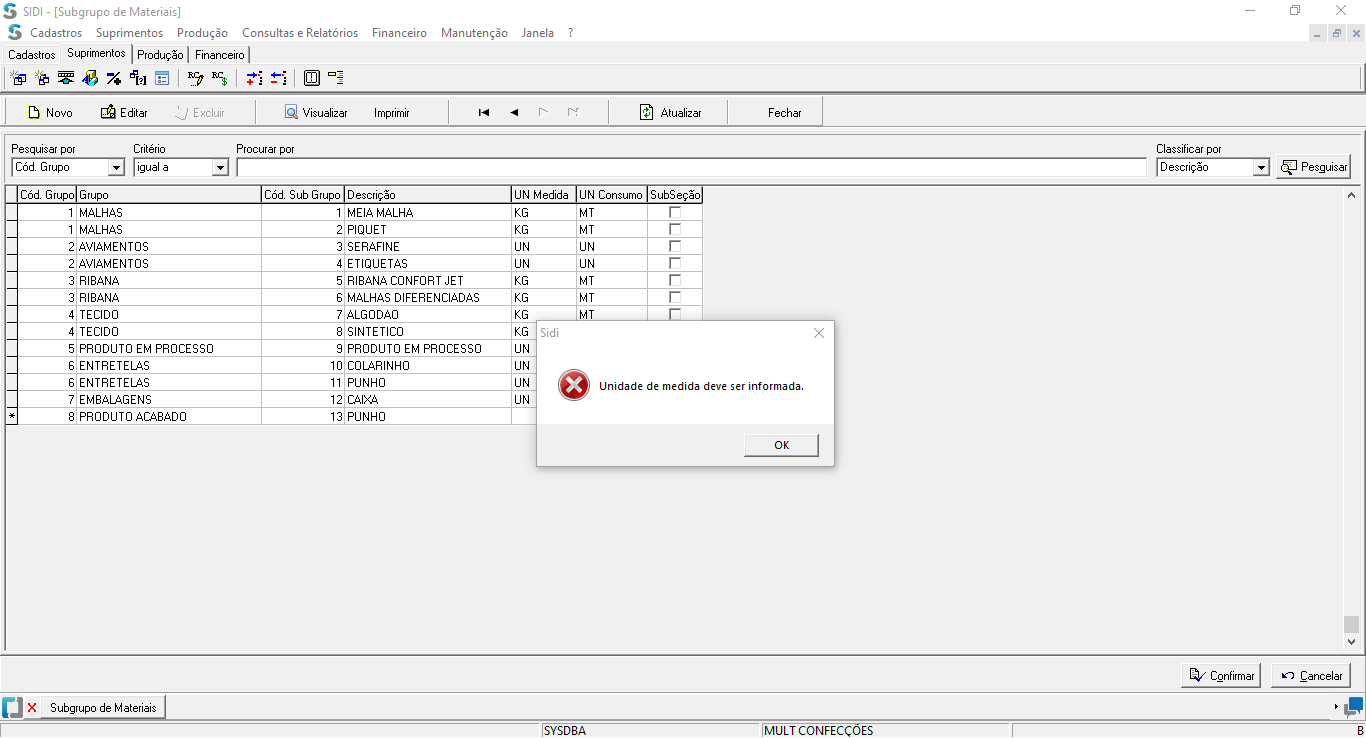 SIDI - [Subgrupo de Materiais]
Cadastros Suprimentos Produção Consultas e Relatórios Financeiro Manutenção Janela ?
Cadastros Suprimentos Produção Financeiro
Novo Editar Excluir Visualizar Imprimir Atualizar Fechar
Pesquisar por Critério Procurar por Classificar por
Cód. Grupo igual a Descrição Pesquisar
Cód. Grupo Grupo Cód. Sub Grupo Descrição UN Medida UN Consumo SubSeção
1 MALHAS 1 MEIA MALHA KG MT
1 MALHAS 2 PIQUET KG MT
2 AVIAMENTOS 3 SERAFINE UN UN
2 AVIAMENTOS 4 ETIQUETAS UN UN
3 RIBANA 5 RIBANA CONFORT JET KG MT
3 RIBANA 6 MALHAS DIFERENCIADAS KG MT
4 TECIDO 7 ALGODAO KG MT
4 TECIDO 8 SINTETICO KG
5 PRODUTO EM PROCESSO 9 PRODUTO EM PROCESSO UN
6 ENTRETELAS 10 COLARINHO UN
6 ENTRETELAS 11 PUNHO UN
7 EMBALAGENS 12 CAIXA UN
* 8 PRODUTO ACABADO 13 PUNHO
Sidi
Unidade de medida deve ser informada.
OK
Confirmar Cancelar
Subgrupo de Materiais
SYSDBA MULT CONFECÇÕES B